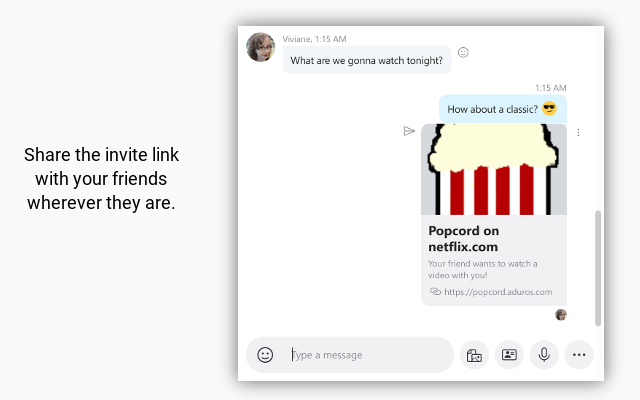 Share the invite link
with your friends
wherever they are.
Viviane, 1:15 AM
What are we gonna watch tonight?
1:15 AM
How about a classic? 😎
Popcord on
netflix.com
Your friend wants to watch a
video with you!
https://popcord.aduros.com
Type a message